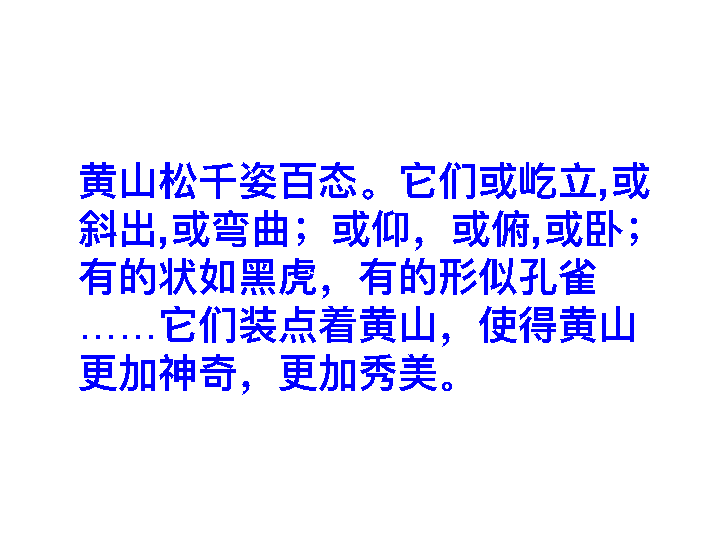 黄山松千姿百态。它们或屹立,或
斜出,或弯曲；或仰，或俯,或卧；
有的状如黑虎，有的形似孔雀
……它们装点着黄山，使得黄山
更加神奇，更加秀美。